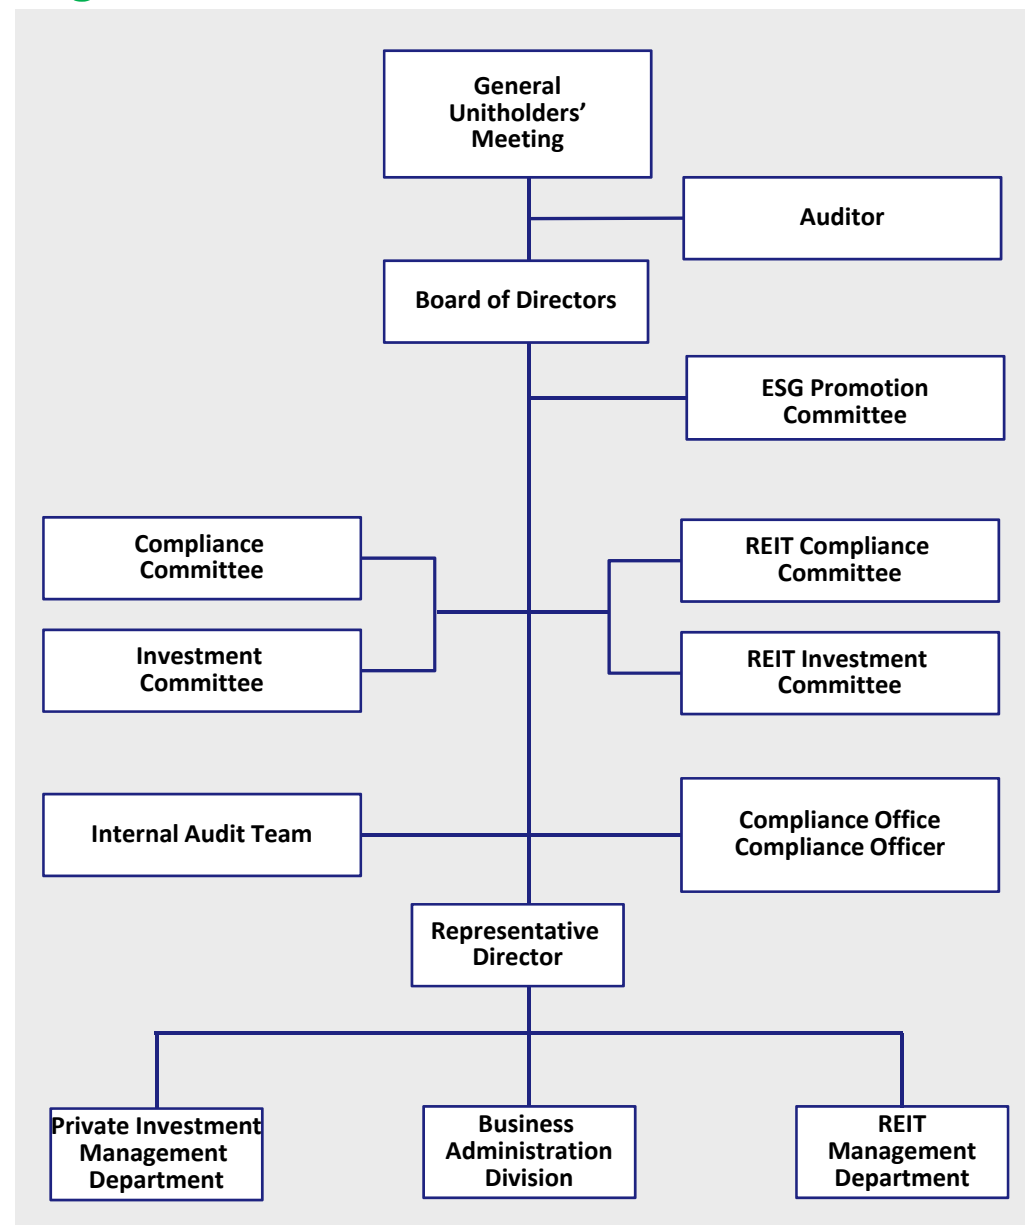 General
Unitholders’
Meeting
Auditor
Board of Directors
ESG Promotion
Committee
Compliance
Committee
REIT Compliance
Committee
Investment
Committee
REIT Investment
Committee
Internal Audit Team
Compliance Office
Compliance Officer
Representative
Director
Private Investment
Management
Department
Business
Administration
Division
REIT
Management
Department